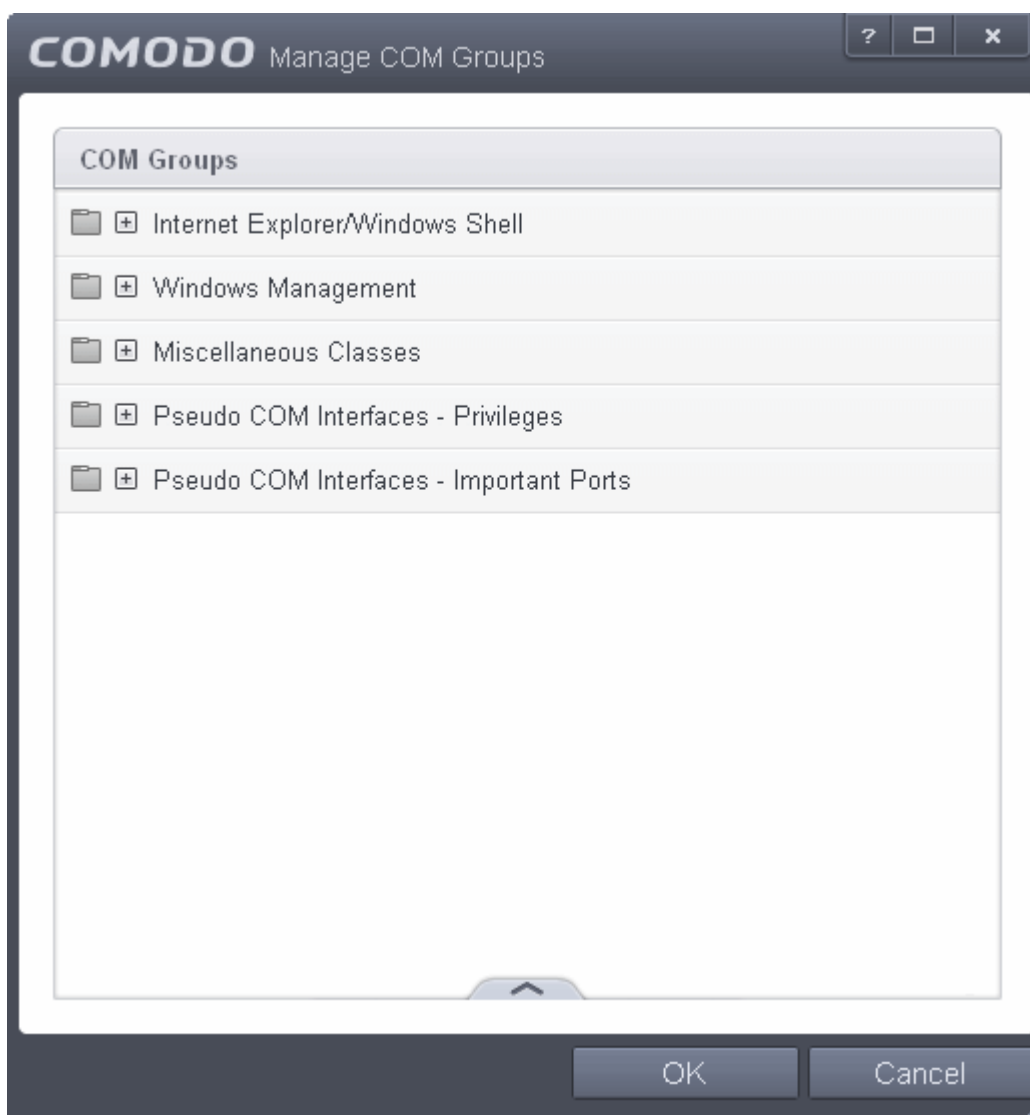 COMODO Manage COM Groups
?
COM Groups
Internet Explorer/Windows Shell
Windows Management
Miscellaneous Classes
Pseudo COM Interfaces - Privileges
Pseudo COM Interfaces - Important Ports
OK
Cancel